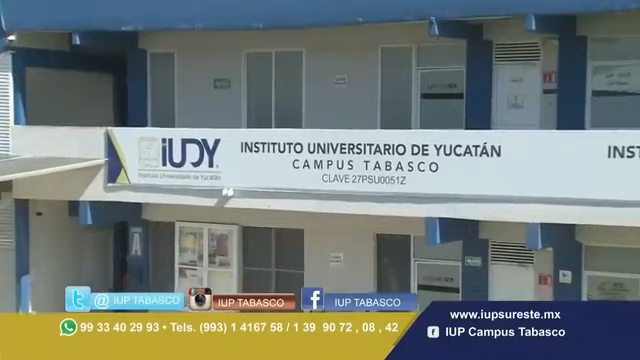 iUDY
Instituto Universitario de Yucatán
INSTITUTO UNIVERSITARIO DE YUCATÁN
CAMPUS TABASCO
CLAVE 27PSU0051Z
INST
A
@ IUP TABASCO
IUP TABASCO
IUP TABASCO
99 33 40 29 93 • Tels. (993) 1 4167 58 / 1 39 90 72 , 08 , 42
www.iupsureste.mx
IUP Campus Tabasco